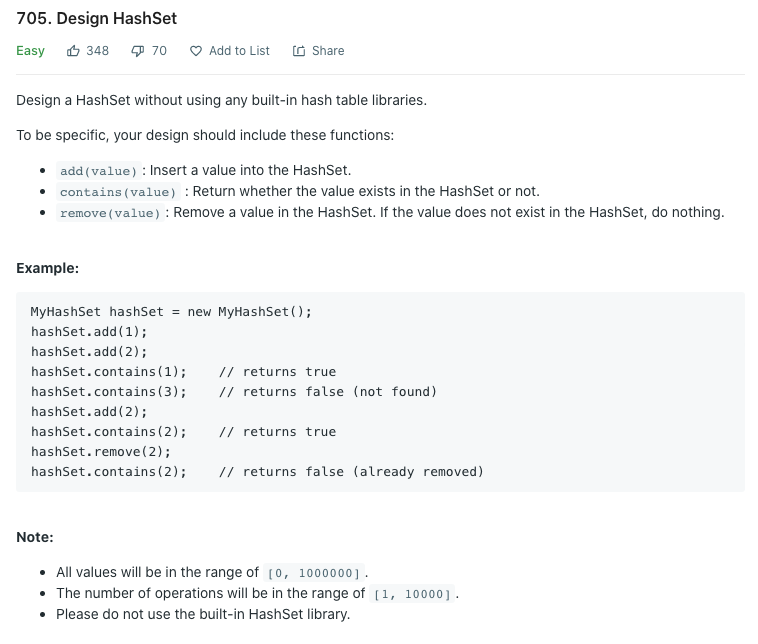 705. Design HashSet
Easy 348 70 Add to List Share
Design a HashSet without using any built-in hash table libraries.
To be specific, your design should include these functions:
• add(value) : Insert a value into the HashSet.
• contains(value) : Return whether the value exists in the HashSet or not.
• remove(value) : Remove a value in the HashSet. If the value does not exist in the HashSet, do nothing.
Example:
MyHashSet hashSet = new MyHashSet();
hashSet.add(1);
hashSet.add(2);
hashSet.contains(1);    // returns true
hashSet.contains(3);    // returns false (not found)
hashSet.add(2);
hashSet.contains(2);    // returns true
hashSet.remove(2);
hashSet.contains(2);    // returns false (already removed)
Note:
• All values will be in the range of [0, 1000000] .
• The number of operations will be in the range of [1, 10000] .
• Please do not use the built-in HashSet library.